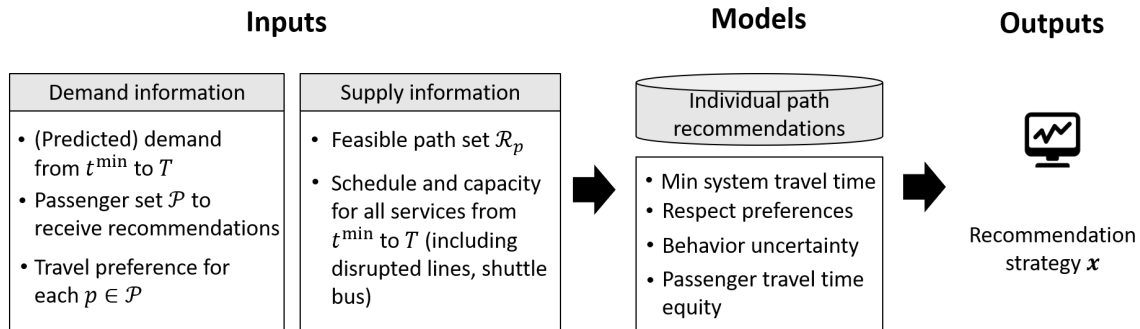 Inputs
Models
Outputs
Demand information
• (Predicted) demand
from t^min to T
• Passenger set 𝒫 to
receive recommendations
• Travel preference for
each p ∈ 𝒫
Supply information
• Feasible path set ℛ_p
• Schedule and capacity
for all services from
t^min to T (including
disrupted lines, shuttle
bus)
Individual path
recommendations
• Min system travel time
• Respect preferences
• Behavior uncertainty
• Passenger travel time
equity
Recommendation
strategy x